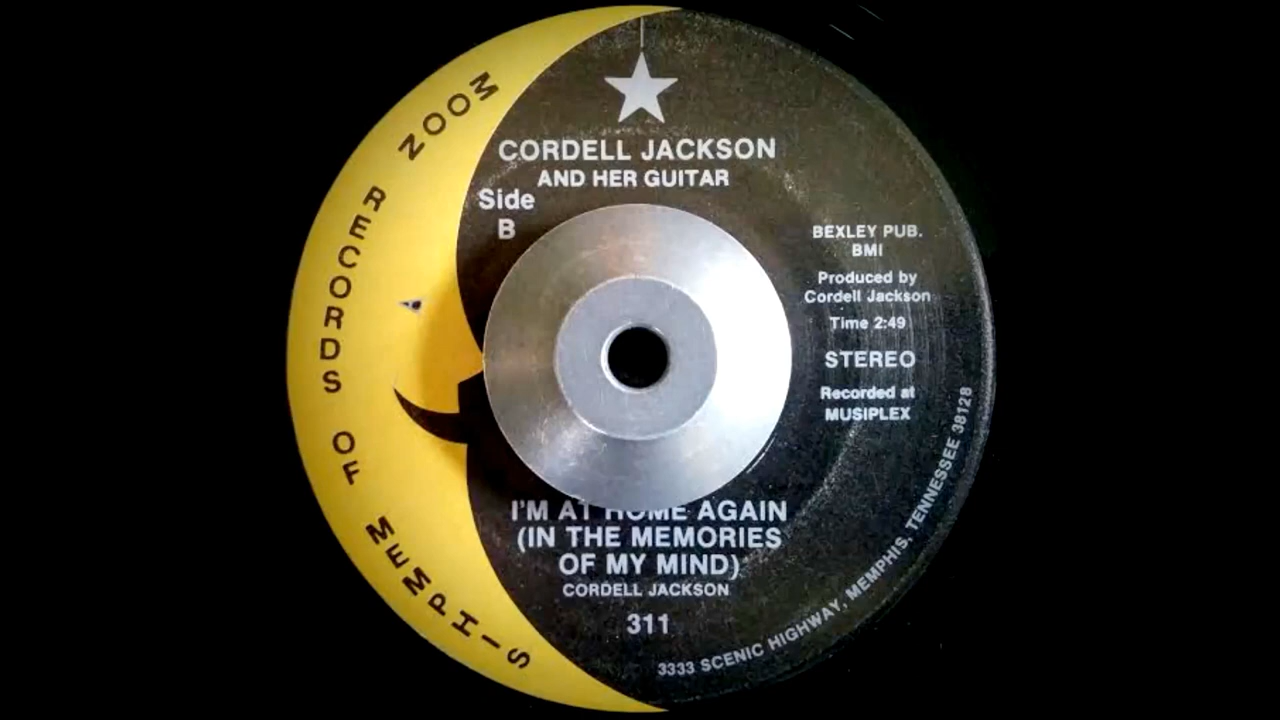 MOON RECORDS OF MEMPHIS
CORDELL JACKSON
AND HER GUITAR
Side
B
BEXLEY PUB.
BMI
Produced by
Cordell Jackson
Time 2:49
STEREO
Recorded at
MUSIPLEX
I'M AT HOME AGAIN
(IN THE MEMORIES
OF MY MIND)
CORDELL JACKSON
311
3333 SCENIC HIGHWAY, MEMPHIS, TENNESSEE 38128